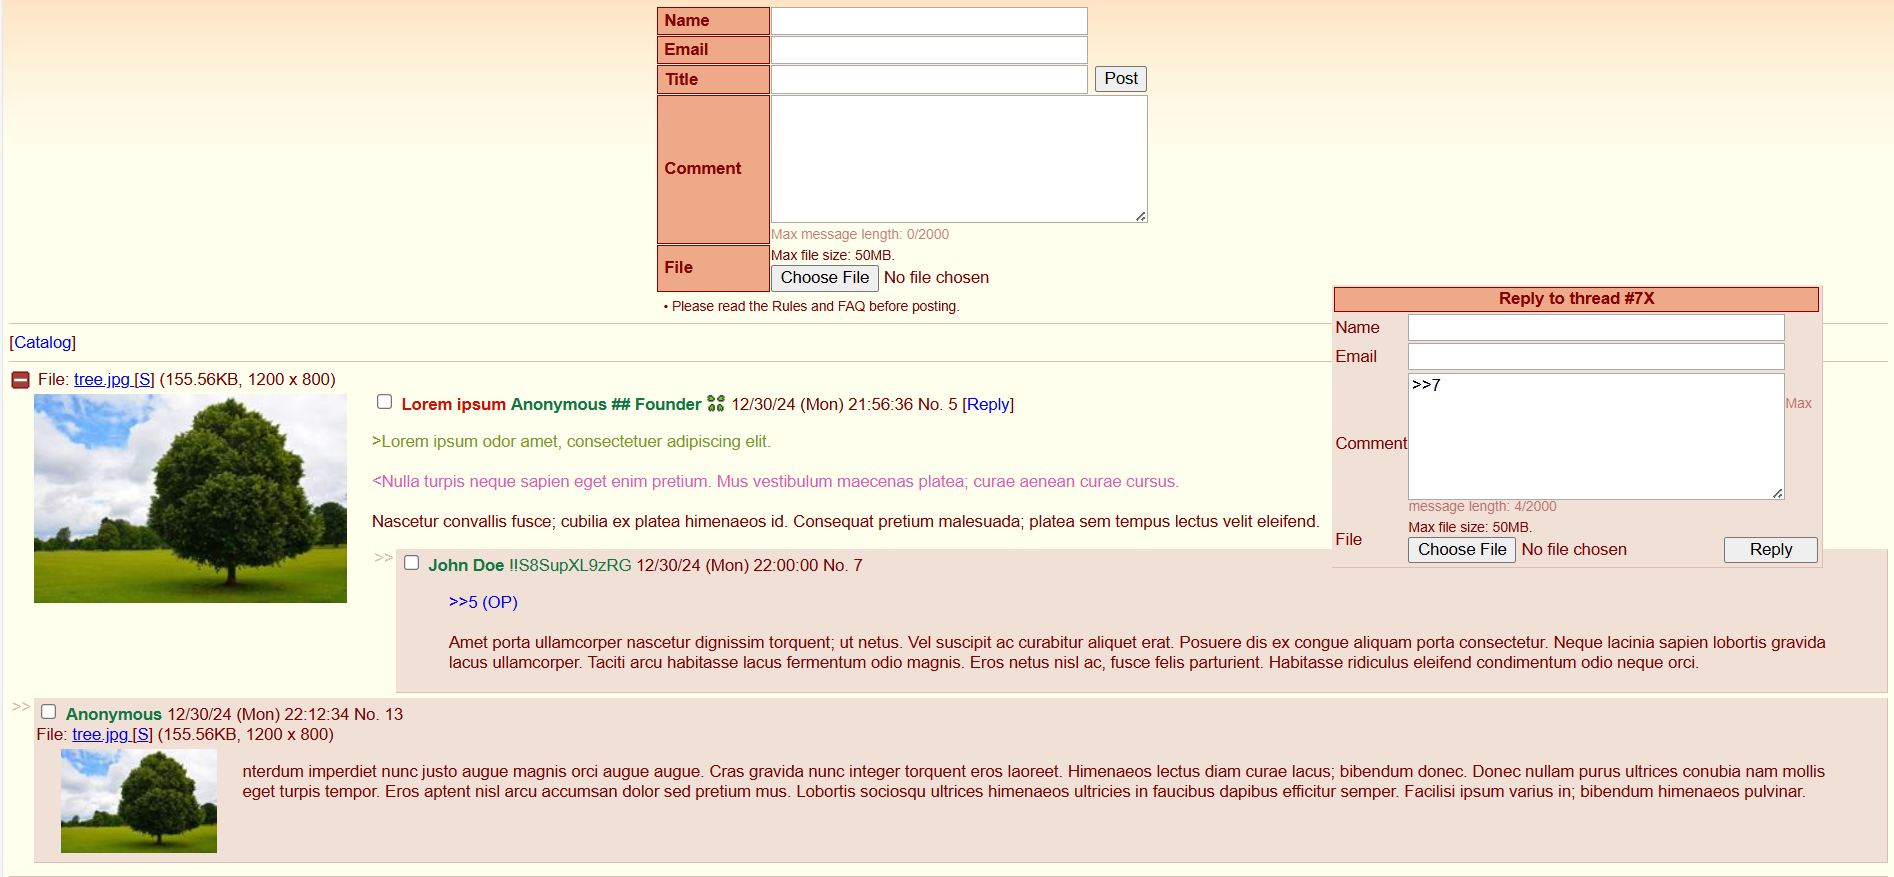 Name
Email
Title
Post
Comment
Max message length: 0/2000
File
Max file size: 50MB.
Choose File No file chosen
• Please read the Rules and FAQ before posting.
[Catalog]
Reply to thread #7X
Name
Email
Comment
>>7
Max
message length: 4/2000
File
Max file size: 50MB.
Choose File No file chosen
Reply
File: tree.jpg [S] (155.56KB, 1200 x 800)
Lorem ipsum Anonymous ## Founder 12/30/24 (Mon) 21:56:36 No. 5 [Reply]
>Lorem ipsum odor amet, consectetuer adipiscing elit.
<Nulla turpis neque sapien eget enim pretium. Mus vestibulum maecenas platea; curae aenean curae cursus.
Nascetur convallis fusce; cubilia ex platea himenaeos id. Consequat pretium malesuada; platea sem tempus lectus velit eleifend.
>> John Doe !!S8SupXL9zRG 12/30/24 (Mon) 22:00:00 No. 7
>>5 (OP)
Amet porta ullamcorper nascetur dignissim torquent; ut netus. Vel suscipit ac curabitur aliquet erat. Posuere dis ex congue aliquam porta consectetur. Neque lacinia sapien lobortis gravida
lacus ullamcorper. Taciti arcu habitasse lacus fermentum odio magnis. Eros netus nisl ac, fusce felis parturient. Habitasse ridiculus eleifend condimentum odio neque orci.
>> Anonymous 12/30/24 (Mon) 22:12:34 No. 13
File: tree.jpg [S] (155.56KB, 1200 x 800)
nterdum imperdiet nunc justo augue magnis orci augue augue. Cras gravida nunc integer torquent eros laoreet. Himenaeos lectus diam curae lacus; bibendum donec. Donec nullam purus ultrices conubia nam mollis
eget turpis tempor. Eros aptent nisl arcu accumsan dolor sed pretium mus. Lobortis sociosqu ultrices himenaeos ultricies in faucibus dapibus efficitur semper. Facilisi ipsum varius in; bibendum himenaeos pulvinar.